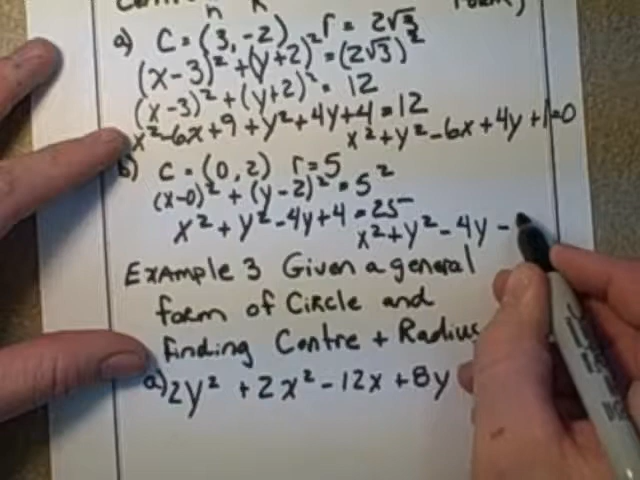 h k
a) C = (3, -2) r = 2√3
(x-3)² + (y+2)² = (2√3)²
(x-3)² + (y+2)² = 12
x² - 6x + 9 + y² + 4y + 4 = 12 x² + y² - 6x + 4y + 1 = 0
b) C = (0, 2) r = 5
(x-0)² + (y-2)² = 5²
x² + y² - 4y + 4 = 25 x² + y² - 4y -
Example 3 Given a general
form of Circle and
finding Centre + Radius
a) 2y² + 2x² - 12x + 8y